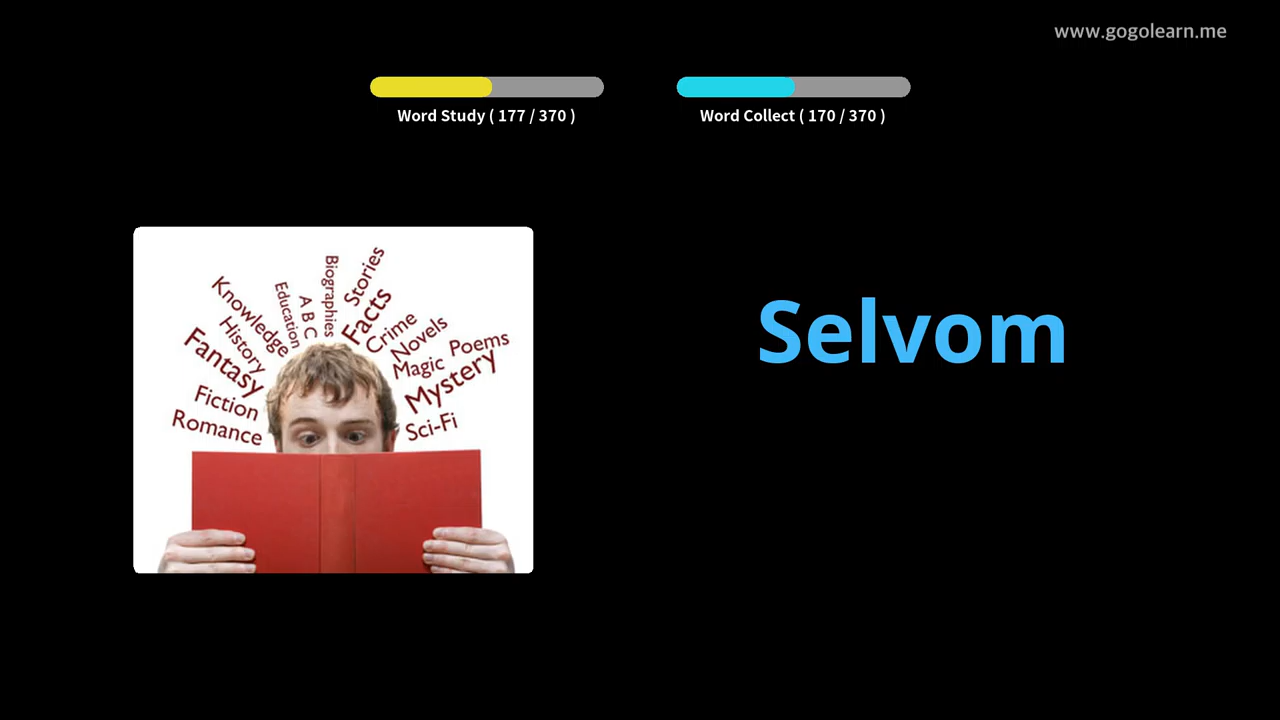 www.gogolearn.me
Word Study ( 177 / 370 )
Word Collect ( 170 / 370 )
Selvom
Biographies
Stories
Knowledge
Education
A B C
Facts
History
Crime
Novels
Fantasy
Magic
Poems
Mystery
Fiction
Romance
Sci-Fi